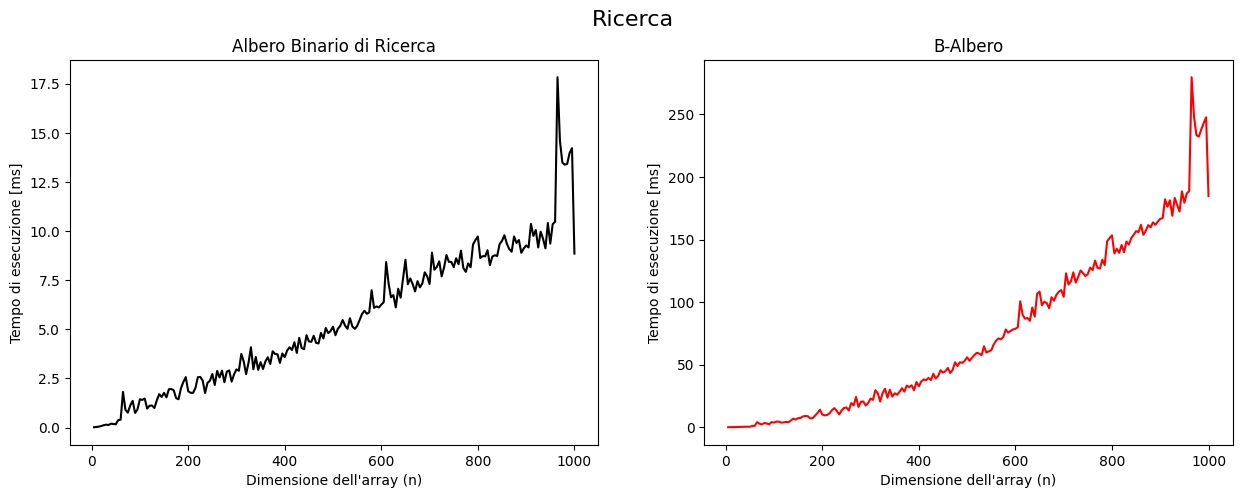 Ricerca
Albero Binario di Ricerca
17.5
15.0
12.5
10.0
7.5
5.0
2.5
0.0
Tempo di esecuzione [ms]
0 200 400 600 800 1000
Dimensione dell'array (n)
B-Albero
250
200
150
100
50
0
Tempo di esecuzione [ms]
0 200 400 600 800 1000
Dimensione dell'array (n)